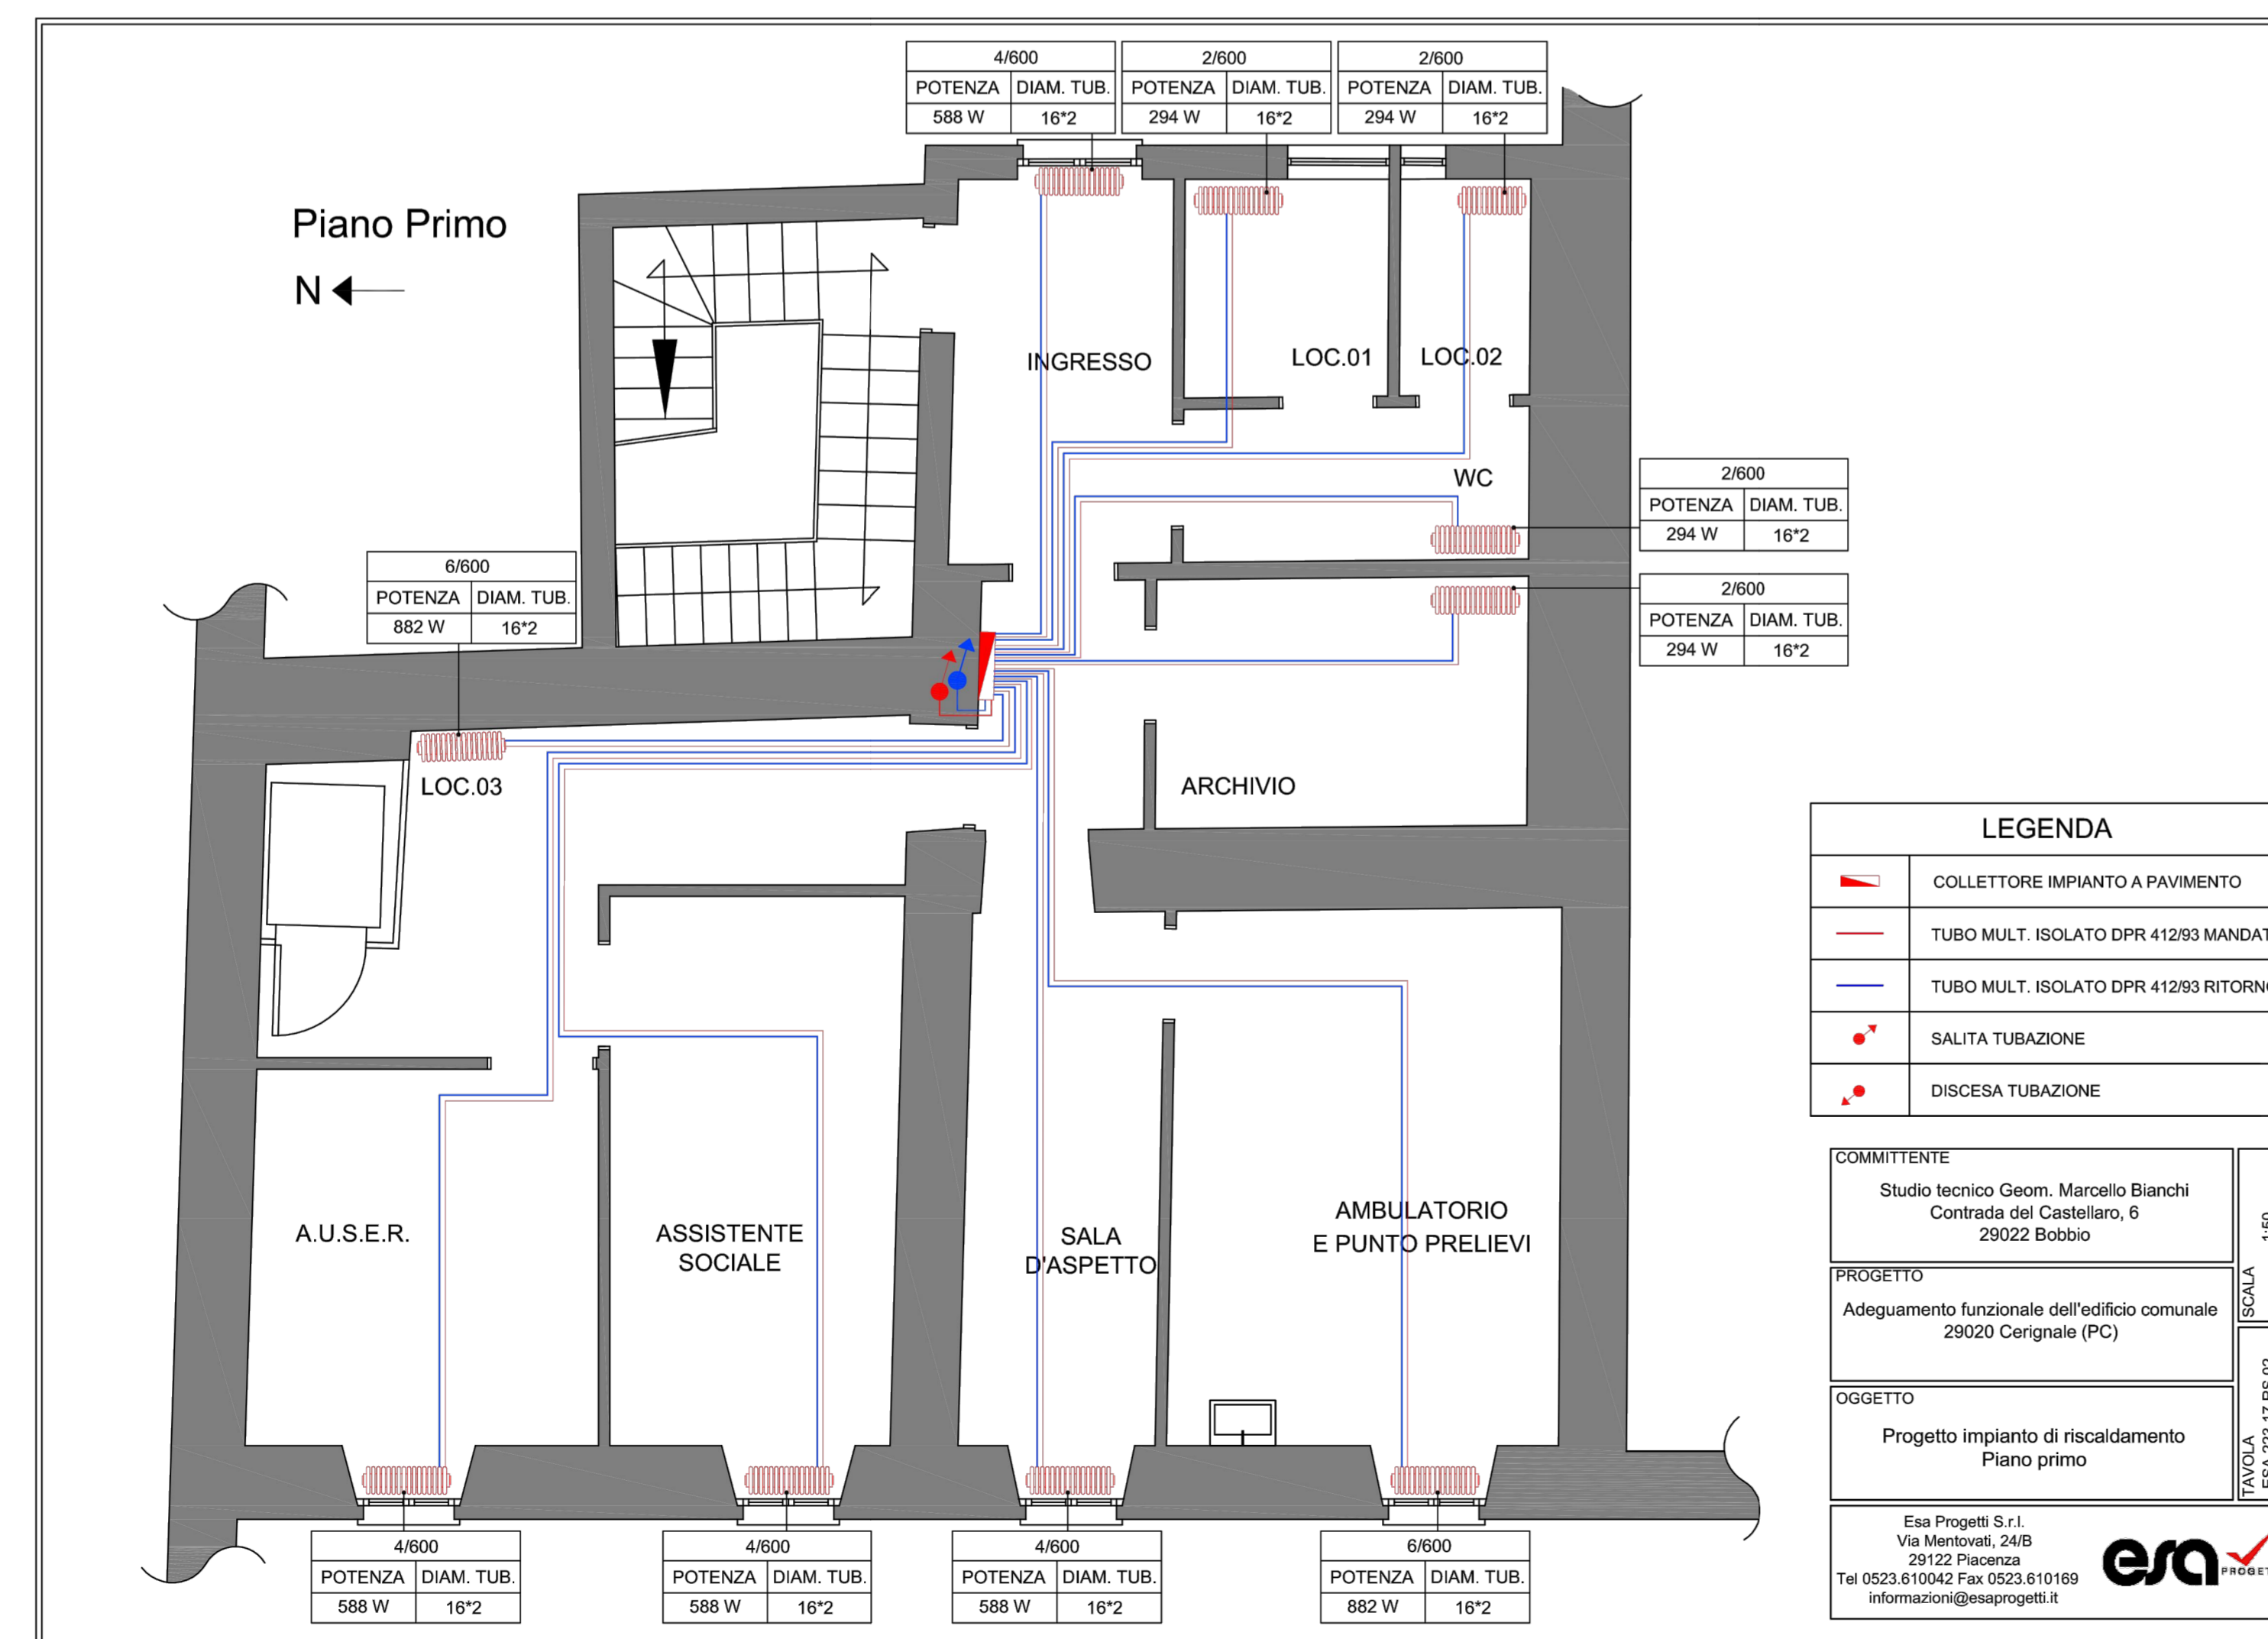 4/600
POTENZA DIAM. TUB.
588 W 16*2
2/600
POTENZA DIAM. TUB.
294 W 16*2
2/600
POTENZA DIAM. TUB.
294 W 16*2
Piano Primo
N
INGRESSO
LOC.01
LOC.02
WC
2/600
POTENZA DIAM. TUB.
294 W 16*2
6/600
POTENZA DIAM. TUB.
882 W 16*2
2/600
POTENZA DIAM. TUB.
294 W 16*2
LOC.03
ARCHIVIO
LEGENDA
COLLETTORE IMPIANTO A PAVIMENTO
TUBO MULT. ISOLATO DPR 412/93 MANDAT
TUBO MULT. ISOLATO DPR 412/93 RITORNO
SALITA TUBAZIONE
DISCESA TUBAZIONE
A.U.S.E.R.
ASSISTENTE
SOCIALE
SALA
D'ASPETTO
AMBULATORIO
E PUNTO PRELIEVI
COMMITTENTE
Studio tecnico Geom. Marcello Bianchi
Contrada del Castellaro, 6
29022 Bobbio
SCALA
1:50
PROGETTO
Adeguamento funzionale dell'edificio comunale
29020 Cerignale (PC)
OGGETTO
Progetto impianto di riscaldamento
Piano primo
TAVOLA
Esa Progetti S.r.l.
Via Mentovati, 24/B
29122 Piacenza
Tel 0523.610042 Fax 0523.610169
informazioni@esaprogetti.it
esa
PROGET
4/600
POTENZA DIAM. TUB.
588 W 16*2
4/600
POTENZA DIAM. TUB.
588 W 16*2
4/600
POTENZA DIAM. TUB.
588 W 16*2
6/600
POTENZA DIAM. TUB.
882 W 16*2